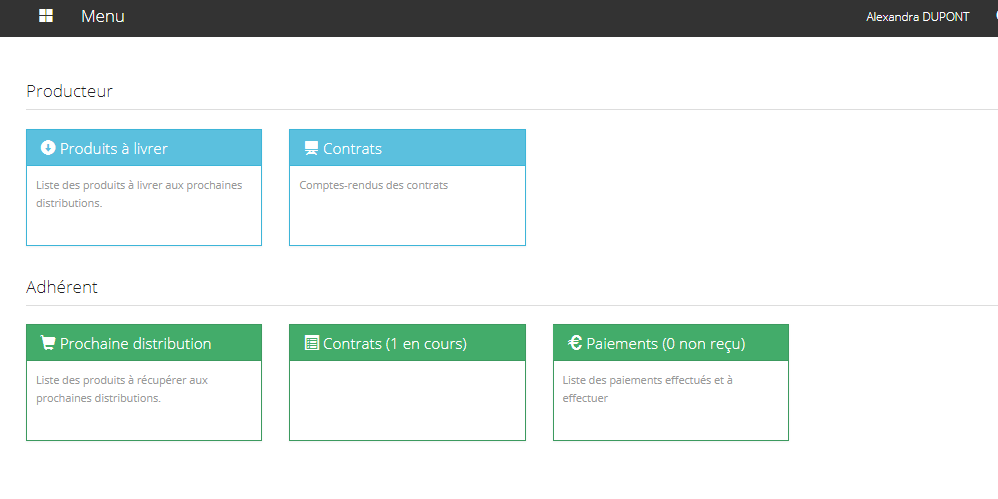 Menu
Alexandra DUPONT
Producteur
Produits à livrer
Contrats
Liste des produits à livrer aux prochaines
distributions.
Comptes-rendus des contrats
Adhérent
Prochaine distribution
Contrats (1 en cours)
€ Paiements (0 non reçu)
Liste des produits à récupérer aux
prochaines distributions.
Liste des paiements effectués et à
effectuer